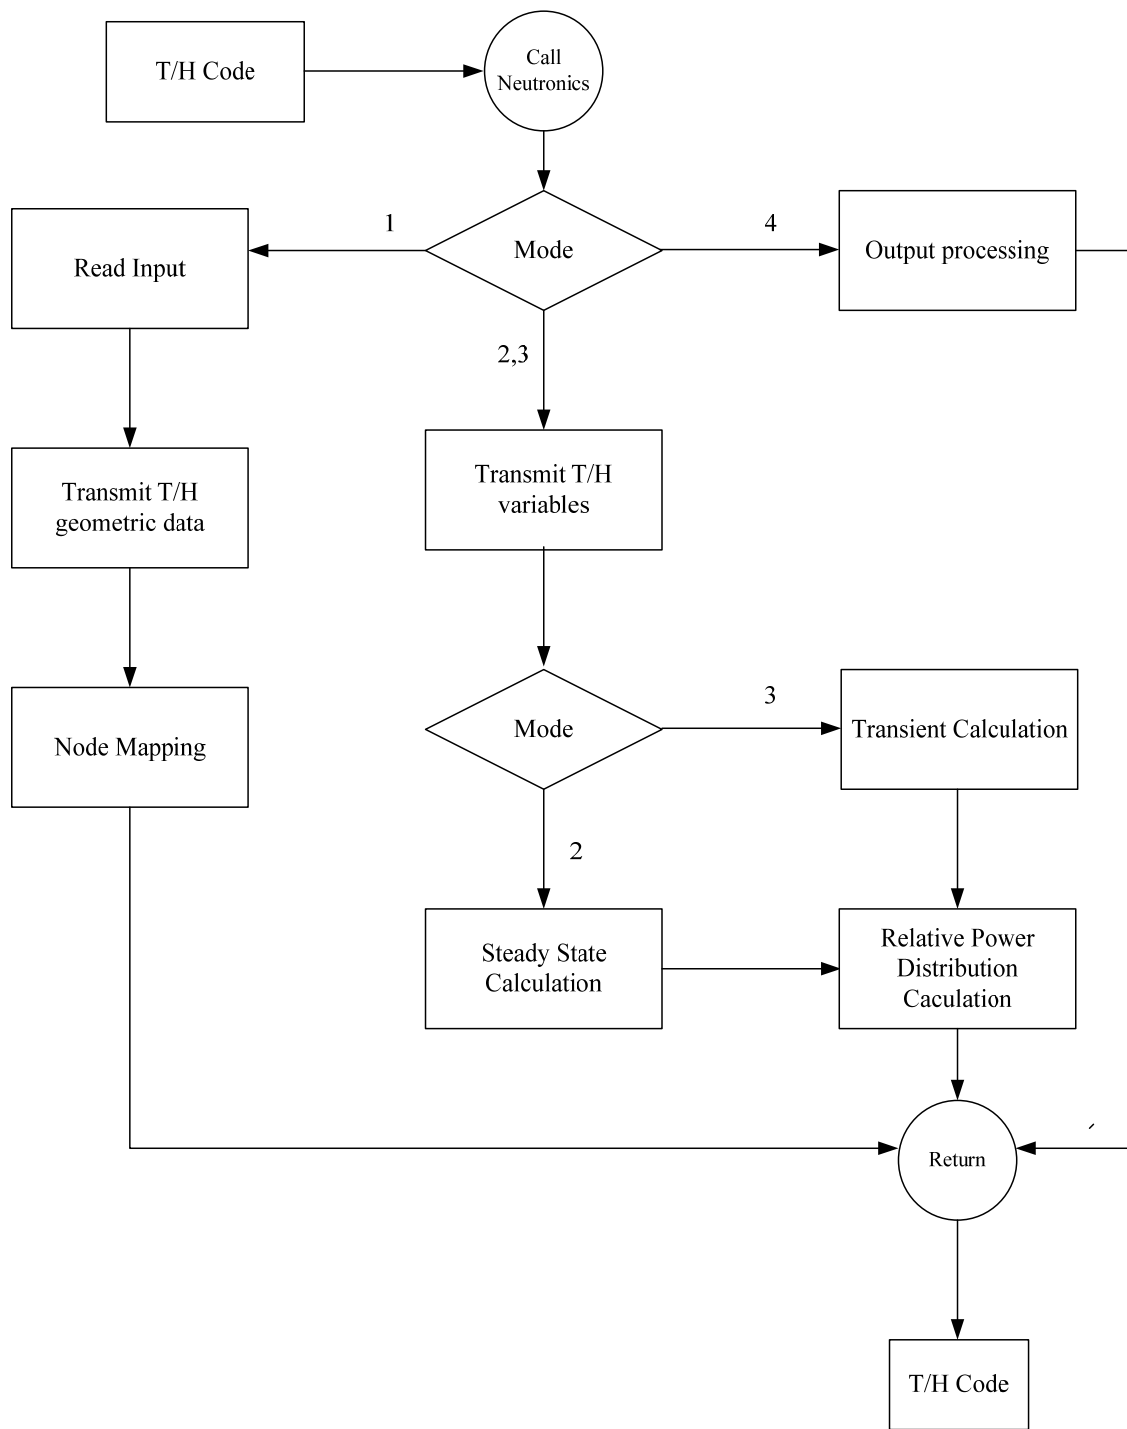 T/H Code
Call
Neutronics
1
Mode
4
Read Input
Output processing
2,3
Transmit T/H
geometric data
Transmit T/H
variables
Node Mapping
Mode
3
Transient Calculation
2
Steady State
Calculation
Relative Power
Distribution
Caculation
Return
T/H Code